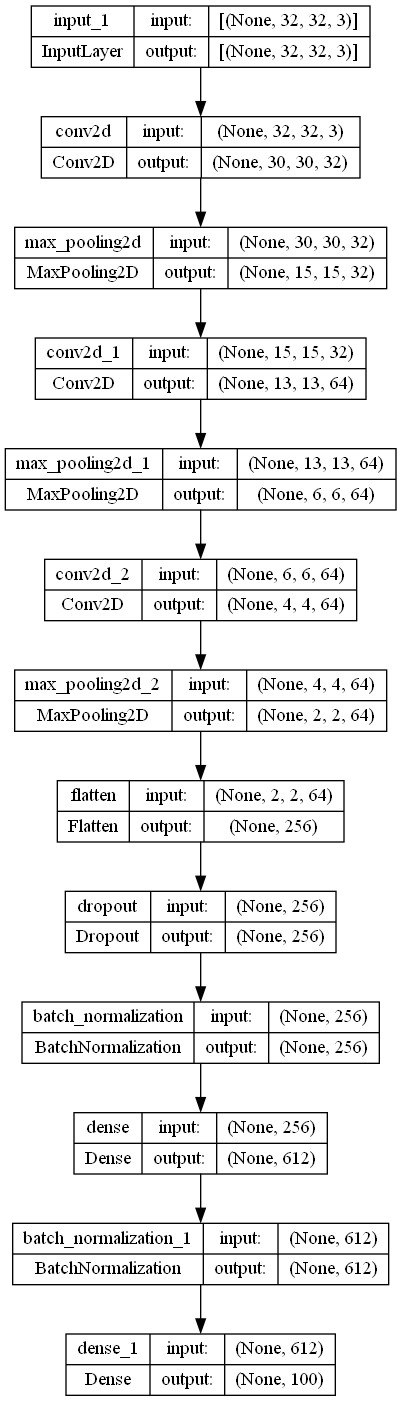 input_1 input: [(None, 32, 32, 3)]
InputLayer output: [(None, 32, 32, 3)]
conv2d input: (None, 32, 32, 3)
Conv2D output: (None, 30, 30, 32)
max_pooling2d input: (None, 30, 30, 32)
MaxPooling2D output: (None, 15, 15, 32)
conv2d_1 input: (None, 15, 15, 32)
Conv2D output: (None, 13, 13, 64)
max_pooling2d_1 input: (None, 13, 13, 64)
MaxPooling2D output: (None, 6, 6, 64)
conv2d_2 input: (None, 6, 6, 64)
Conv2D output: (None, 4, 4, 64)
max_pooling2d_2 input: (None, 4, 4, 64)
MaxPooling2D output: (None, 2, 2, 64)
flatten input: (None, 2, 2, 64)
Flatten output: (None, 256)
dropout input: (None, 256)
Dropout output: (None, 256)
batch_normalization input: (None, 256)
BatchNormalization output: (None, 256)
dense input: (None, 256)
Dense output: (None, 612)
batch_normalization_1 input: (None, 612)
BatchNormalization output: (None, 612)
dense_1 input: (None, 612)
Dense output: (None, 100)